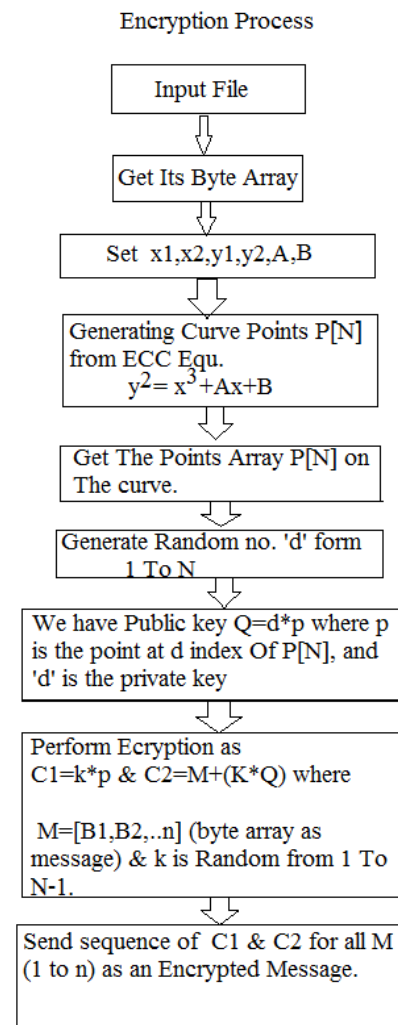 Encryption Process
Input File
Get Its Byte Array
Set x1,x2,y1,y2,A,B
Generating Curve Points P[N]
from ECC Equ.
y²= x³+Ax+B
Get The Points Array P[N] on
The curve.
Generate Random no. 'd' form
1 To N
We have Public key Q=d*p where p
is the point at d index Of P[N], and
'd' is the private key
Perform Ecryption as
C1=k*p & C2=M+(K*Q) where
M=[B1,B2,..n] (byte array as
message) & k is Random from 1 To
N-1.
Send sequence of C1 & C2 for all M
(1 to n) as an Encrypted Message.